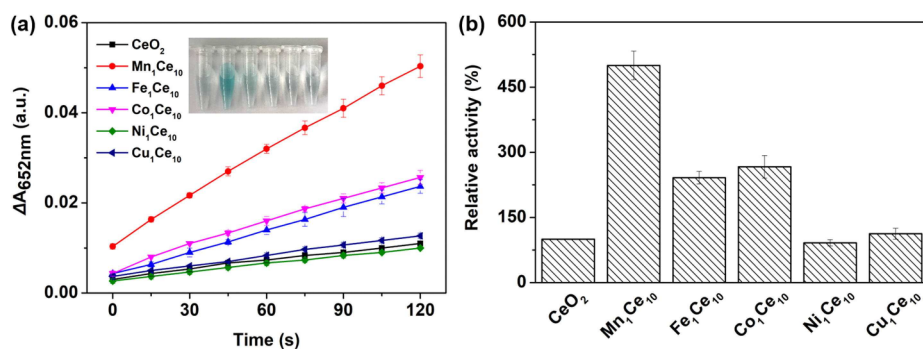 (a)
0.06
0.04
0.02
0.00
ΔA652nm (a.u.)
CeO2
Mn1Ce10
Fe1Ce10
Co1Ce10
Ni1Ce10
Cu1Ce10
0 30 60 90 120
Time (s)
(b)
600
450
300
150
0
Relative activity (%)
CeO2 Mn1Ce10 Fe1Ce10 Co1Ce10 Ni1Ce10 Cu1Ce10